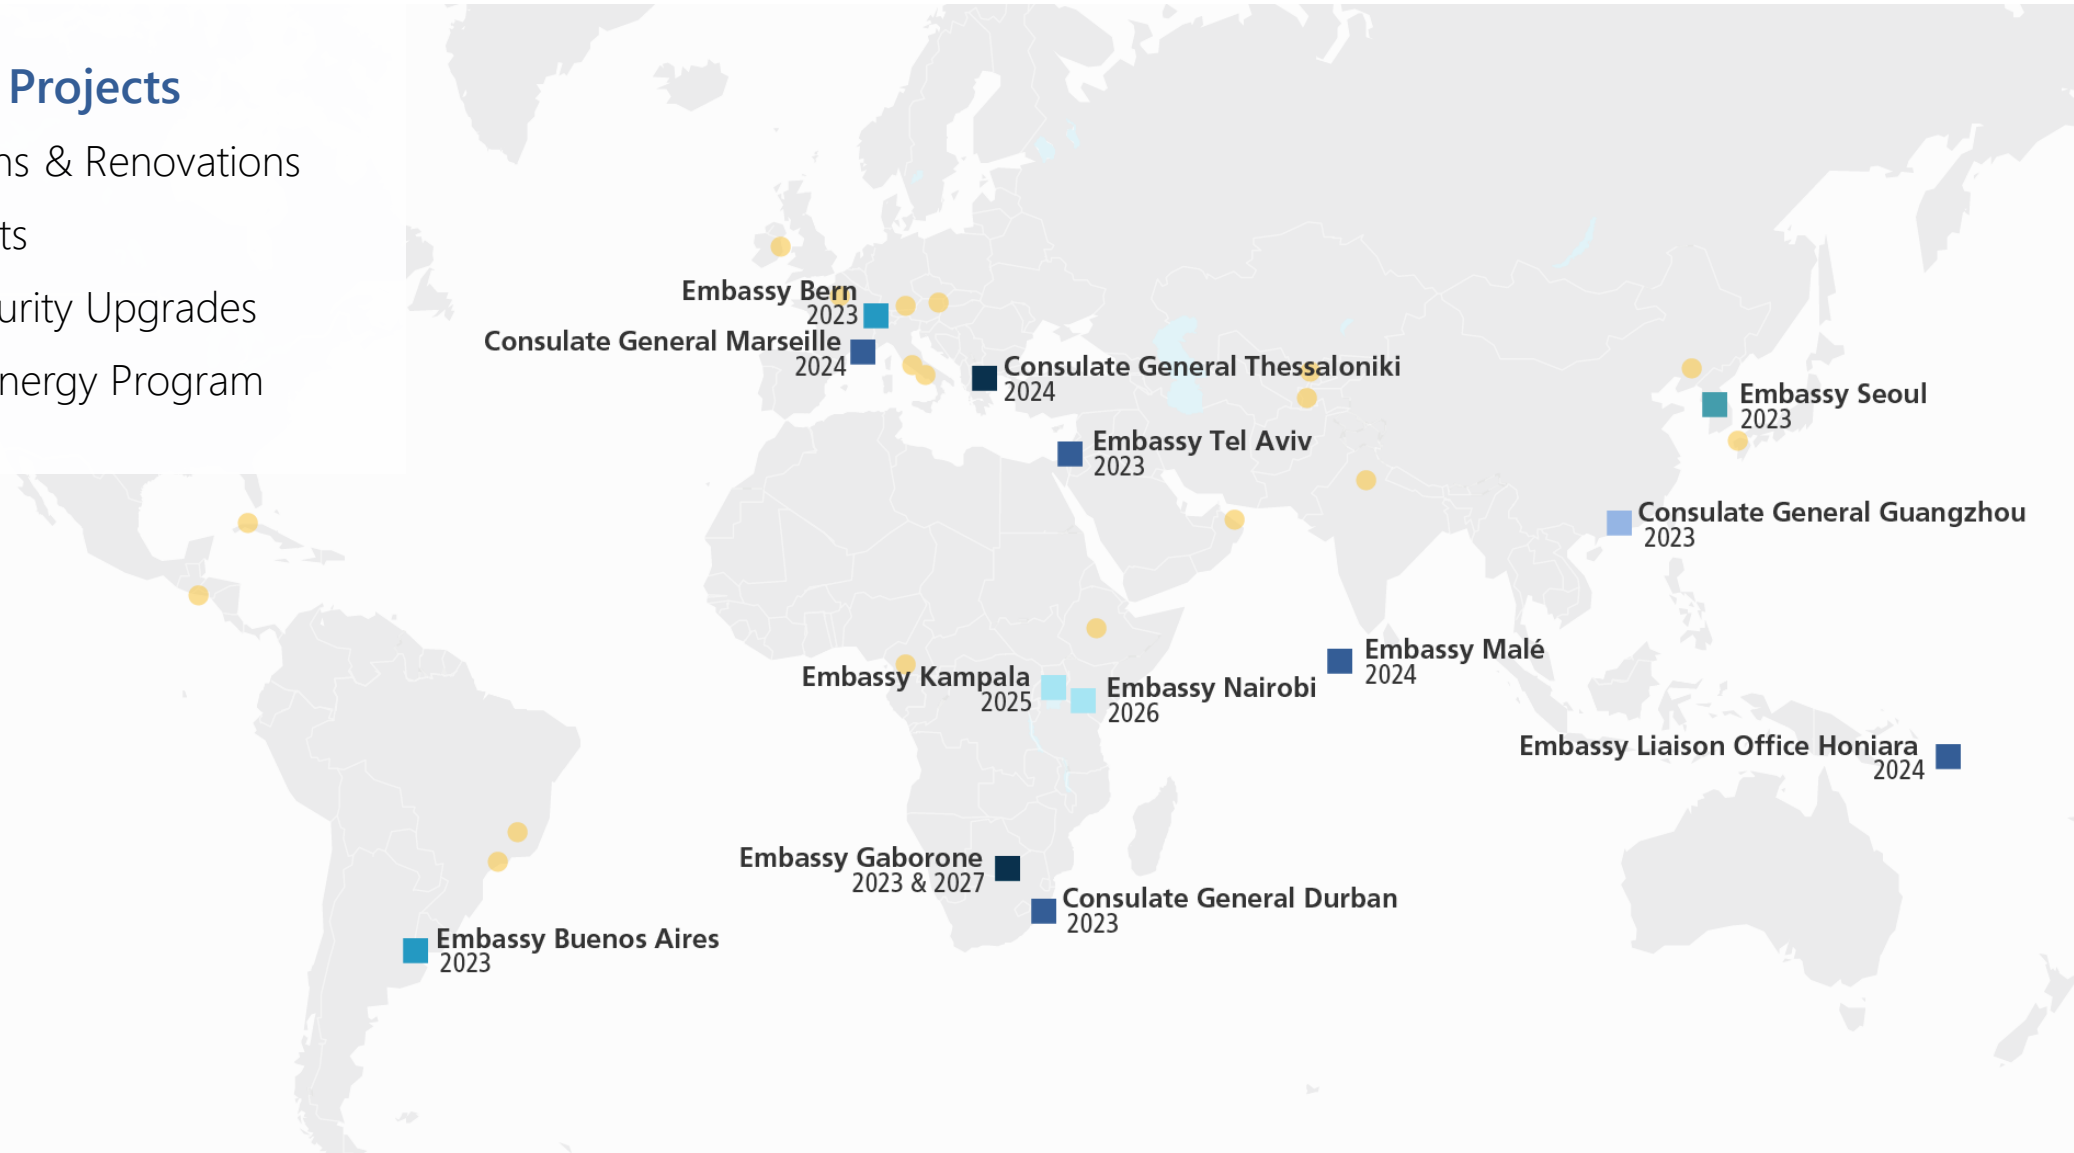 Projects
ns & Renovations
ts
urity Upgrades
nergy Program
Embassy Bern
2023
Consulate General Marseille
2024
Consulate General Thessaloniki
2024
Embassy Tel Aviv
2023
Embassy Seoul
2023
Consulate General Guangzhou
2023
Embassy Kampala
2025
Embassy Nairobi
2026
Embassy Malé
2024
Embassy Liaison Office Honiara
2024
Embassy Gaborone
2023 & 2027
Consulate General Durban
2023
Embassy Buenos Aires
2023